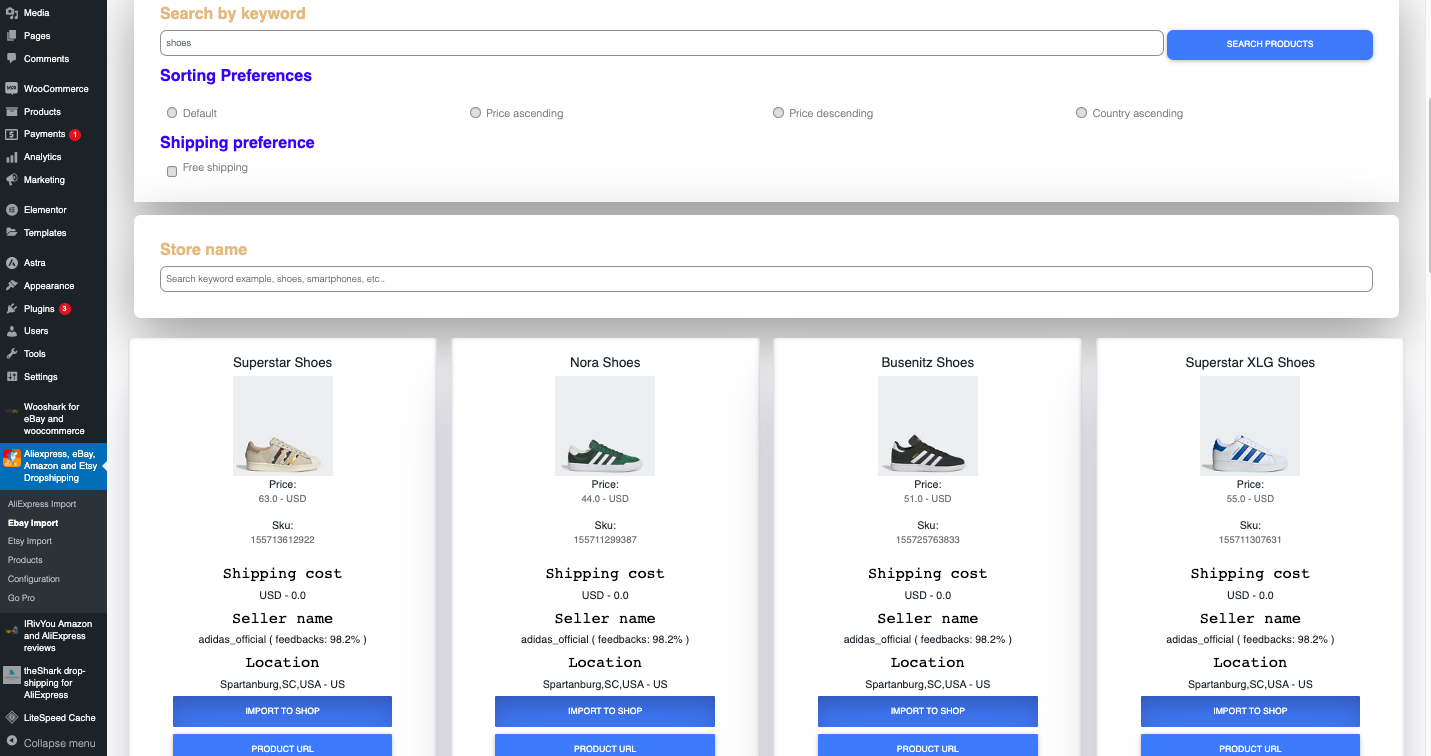 Media
Pages
Comments
WooCommerce
Products
Payments 1
Analytics
Marketing
Elementor
Templates
Astra
Appearance
Plugins 3
Users
Tools
Settings
Wooshark for
eBay and
woocommerce
Aliexpress, eBay,
Amazon and Etsy
Dropshipping
AliExpress Import
Ebay Import
Etsy Import
Products
Configuration
Go Pro
IRivYou Amazon
and AliExpress
reviews
theShark drop-
shipping for
AliExpress
LiteSpeed Cache
Collapse menu
Search by keyword
shoes
SEARCH PRODUCTS
Sorting Preferences
Default
Price ascending
Price descending
Country ascending
Shipping preference
Free shipping
Store name
Search keyword example, shoes, smartphones, etc..
Superstar Shoes
Price:
63.0 - USD
Sku:
155713612922
Shipping cost
USD - 0.0
Seller name
adidas_official ( feedbacks: 98.2% )
Location
Spartanburg,SC,USA - US
IMPORT TO SHOP
PRODUCT URL
Nora Shoes
Price:
44.0 - USD
Sku:
155711299387
Shipping cost
USD - 0.0
Seller name
adidas_official ( feedbacks: 98.2% )
Location
Spartanburg,SC,USA - US
IMPORT TO SHOP
PRODUCT URL
Busenitz Shoes
Price:
51.0 - USD
Sku:
155725763833
Shipping cost
USD - 0.0
Seller name
adidas_official ( feedbacks: 98.2% )
Location
Spartanburg,SC,USA - US
IMPORT TO SHOP
PRODUCT URL
Superstar XLG Shoes
Price:
55.0 - USD
Sku:
155711307631
Shipping cost
USD - 0.0
Seller name
adidas_official ( feedbacks: 98.2% )
Location
Spartanburg,SC,USA - US
IMPORT TO SHOP
PRODUCT URL